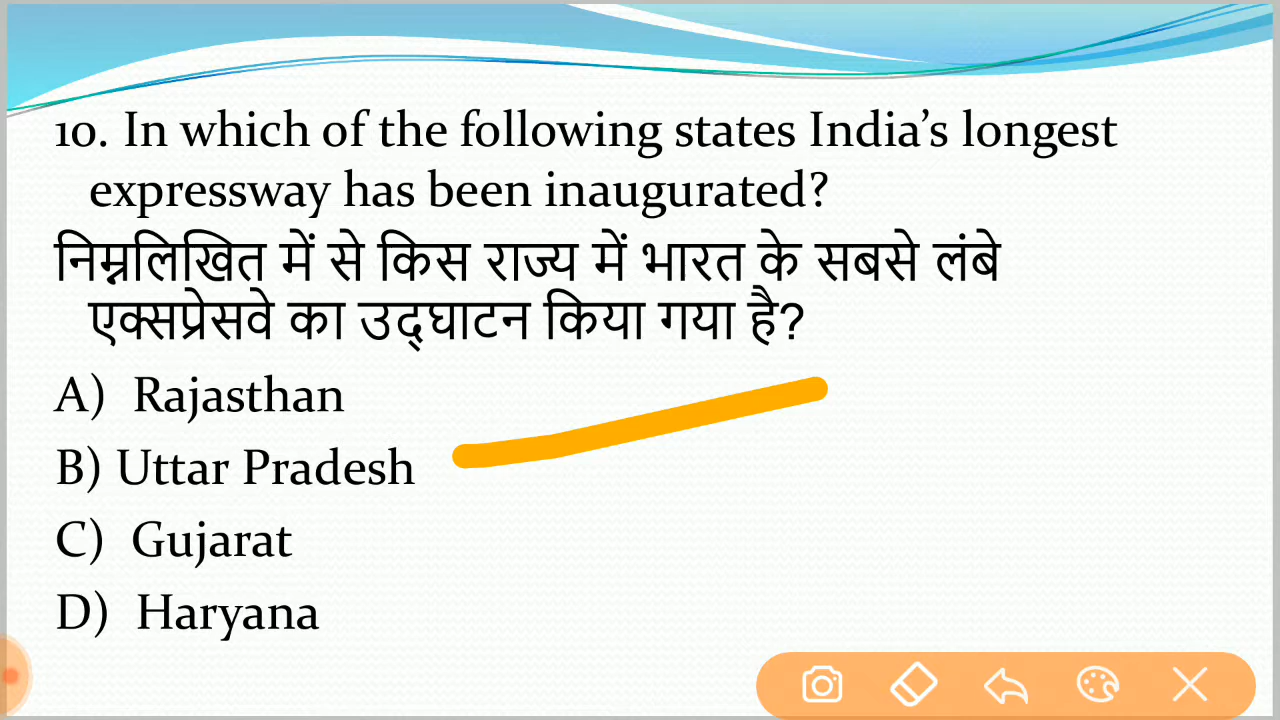 10. In which of the following states India’s longest
expressway has been inaugurated?
निम्नलिखित में से किस राज्य में भारत के सबसे लंबे
एक्सप्रेसवे का उद्घाटन किया गया है?
A) Rajasthan
B) Uttar Pradesh
C) Gujarat
D) Haryana